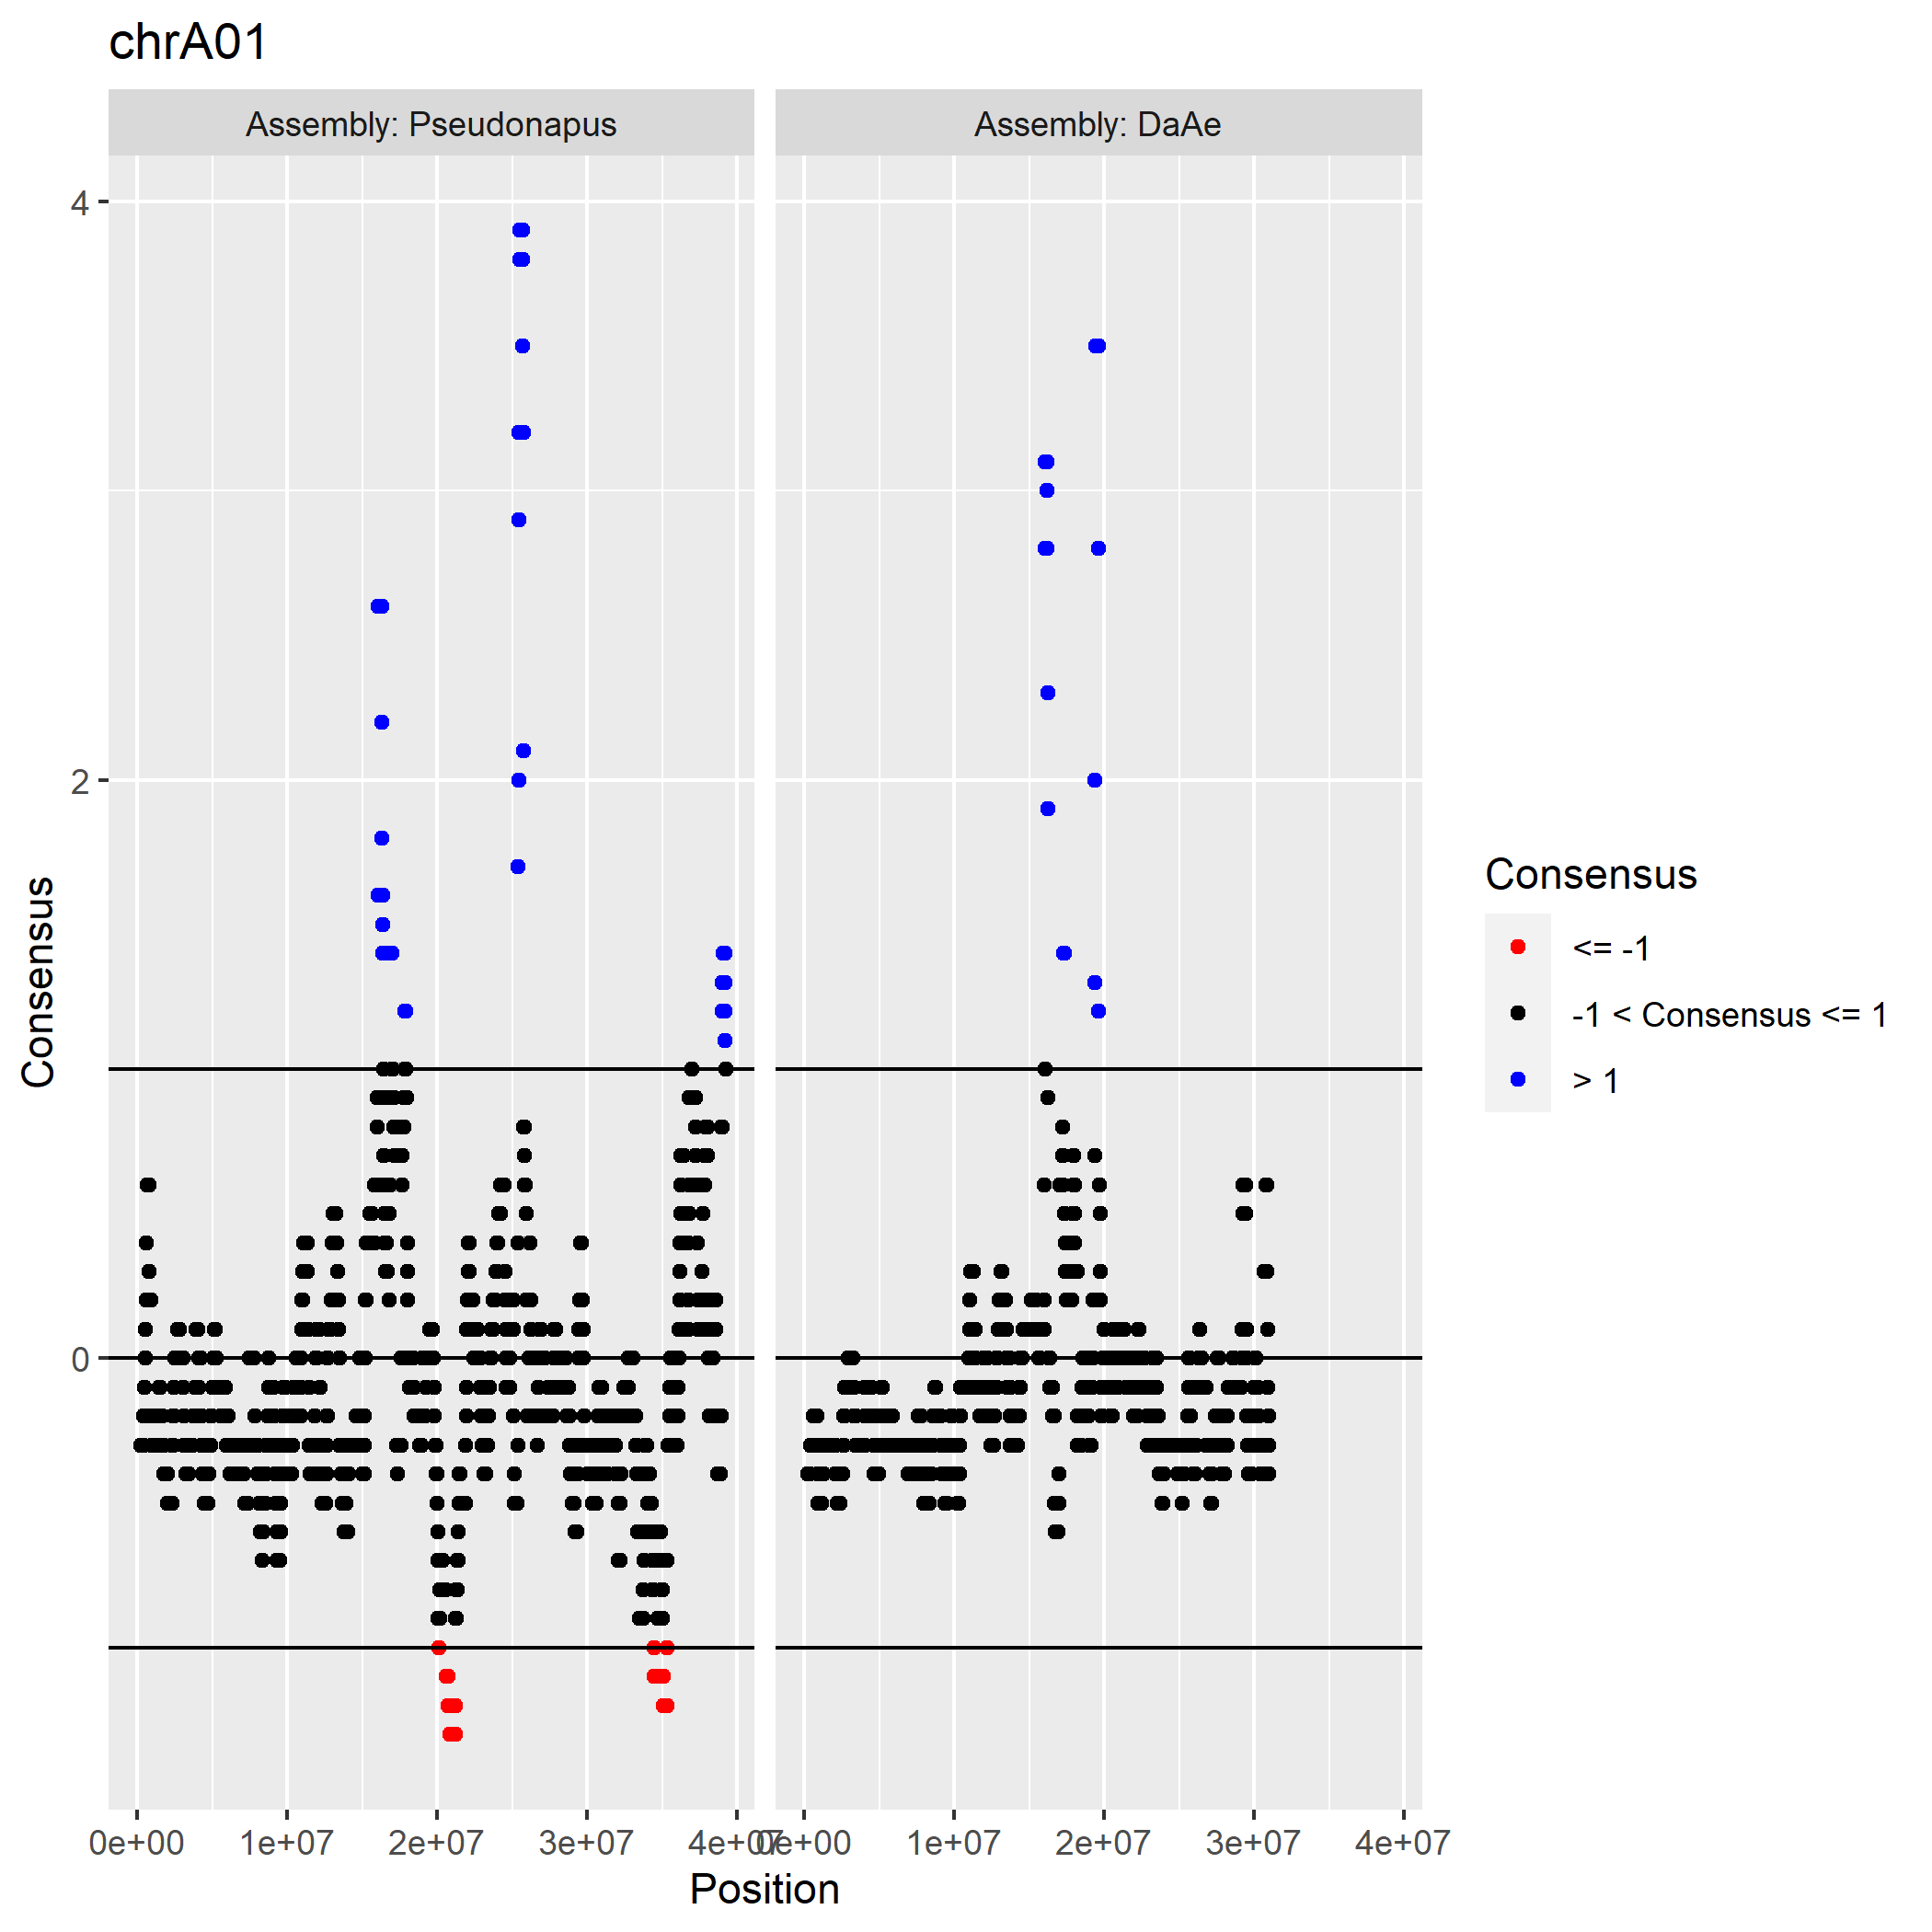 chrA01
Assembly: Pseudonapus
Assembly: DaAe
4
2
0
Consensus
0e+00 1e+07 2e+07 3e+07 4e+07 0e+00 1e+07 2e+07 3e+07 4e+07
Position
Consensus
<= -1
-1 < Consensus <= 1
> 1